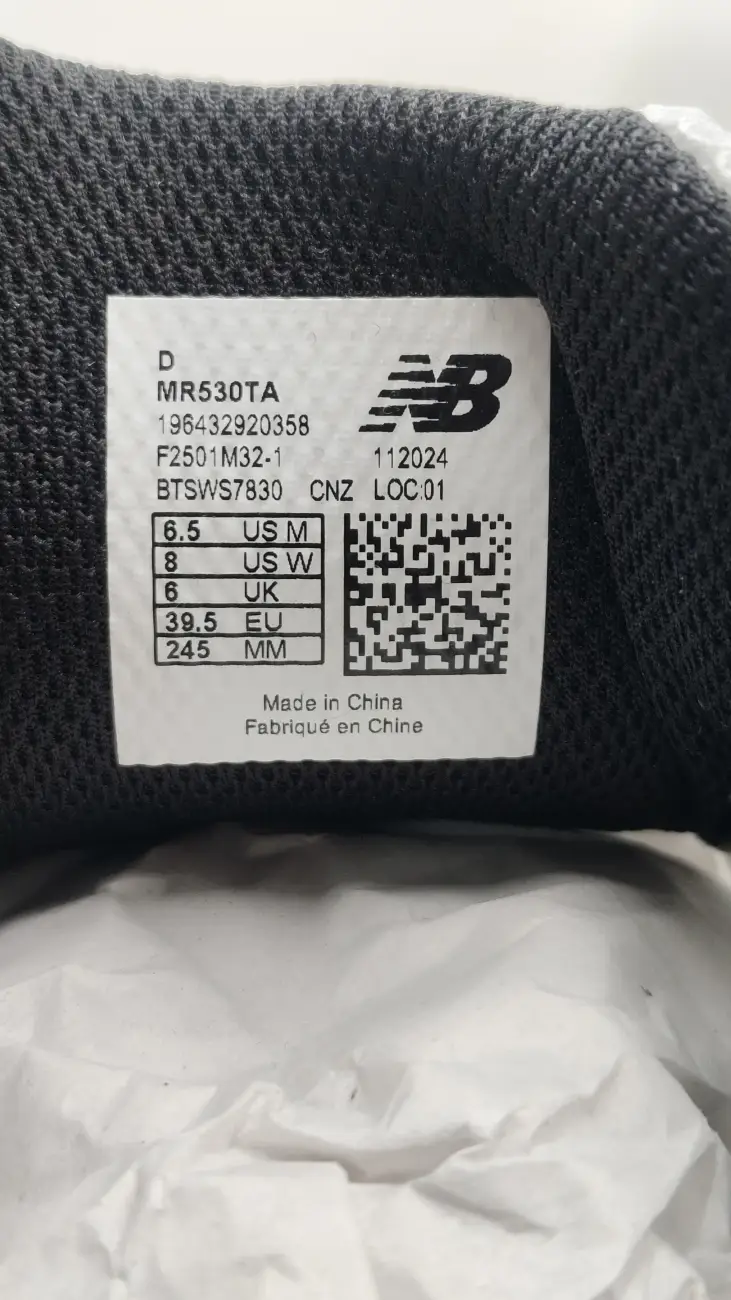 D
MR530TA
196432920358
F2501M32-1 112024
BTSWS7830 CNZ LOC:01
NB
6.5 US M
8 US W
6 UK
39.5 EU
245 MM
Made in China
Fabriqué en Chine